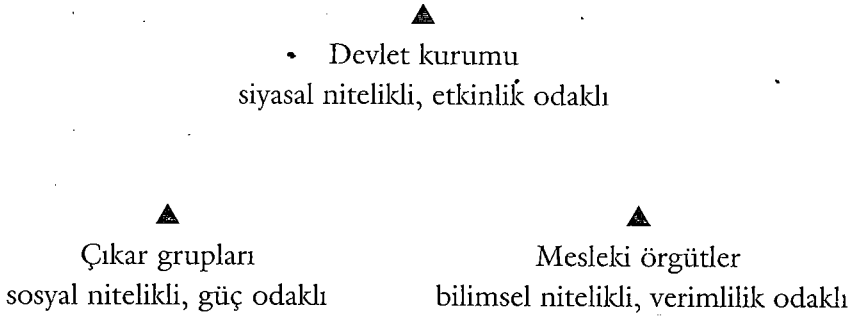 Devlet kurumu
siyasal nitelikli, etkinlik odaklı
Çıkar grupları
sosyal nitelikli, güç odaklı
Mesleki örgütler
bilimsel nitelikli, verimlilik odaklı